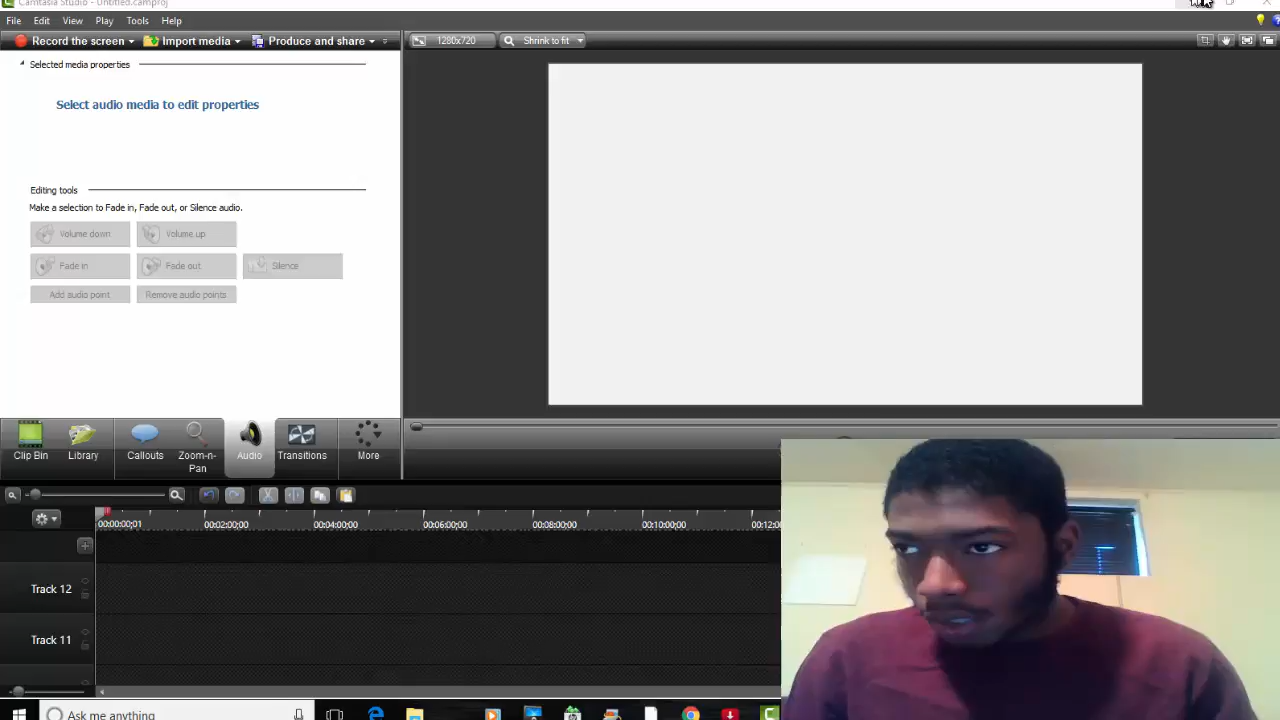 Camtasia Studio - Untitled.camproj
File Edit View Play Tools Help
Record the screen Import media Produce and share 1280x720 Shrink to fit
Selected media properties
Select audio media to edit properties
Editing tools
Make a selection to Fade in, Fade out, or Silence audio.
Volume down Volume up
Fade in Fade out Silence
Add audio point Remove audio points
Clip Bin Library Callouts Zoom-n-Pan Audio Transitions More
00:00:00;01 00:02:00;00 00:04:00;00 00:06:00;00 00:08:00;00 00:10:00;00 00:12:0
Track 12
Track 11
Ask me anything